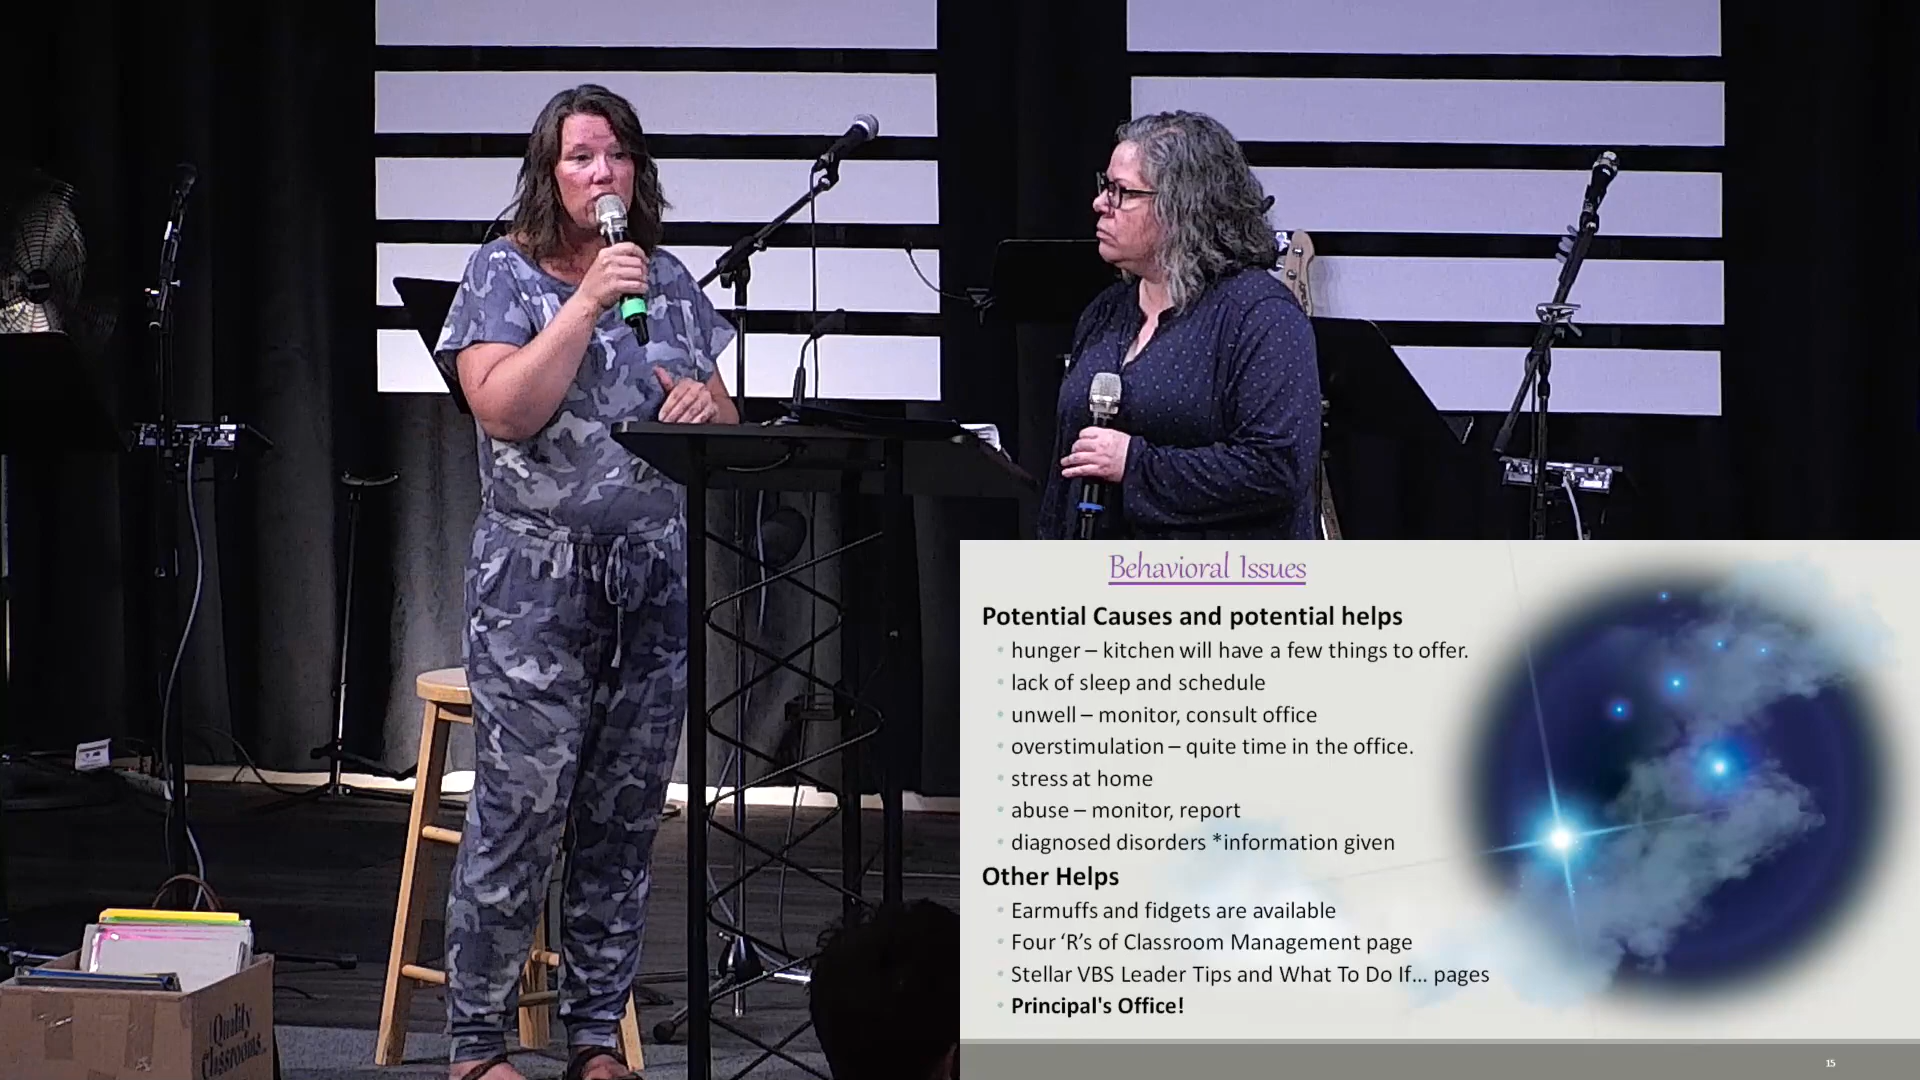 Behavioral Issues
Potential Causes and potential helps
hunger – kitchen will have a few things to offer.
lack of sleep and schedule
unwell – monitor, consult office
overstimulation – quite time in the office.
stress at home
abuse – monitor, report
diagnosed disorders *information given
Other Helps
Earmuffs and fidgets are available
Four ‘R’s of Classroom Management page
Stellar VBS Leader Tips and What To Do If... pages
Principal's Office!
15
Quality
Classrooms